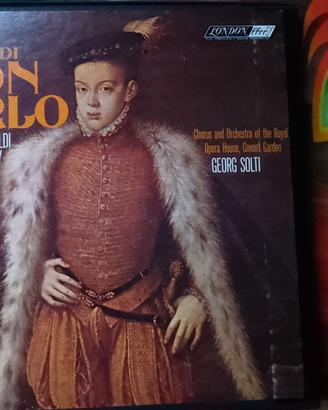 DI
ON
RLO
LDI
LONDON
ffrr
Chorus and Orchestra of the Royal
Opera House, Covent Garden
GEORG SOLTI